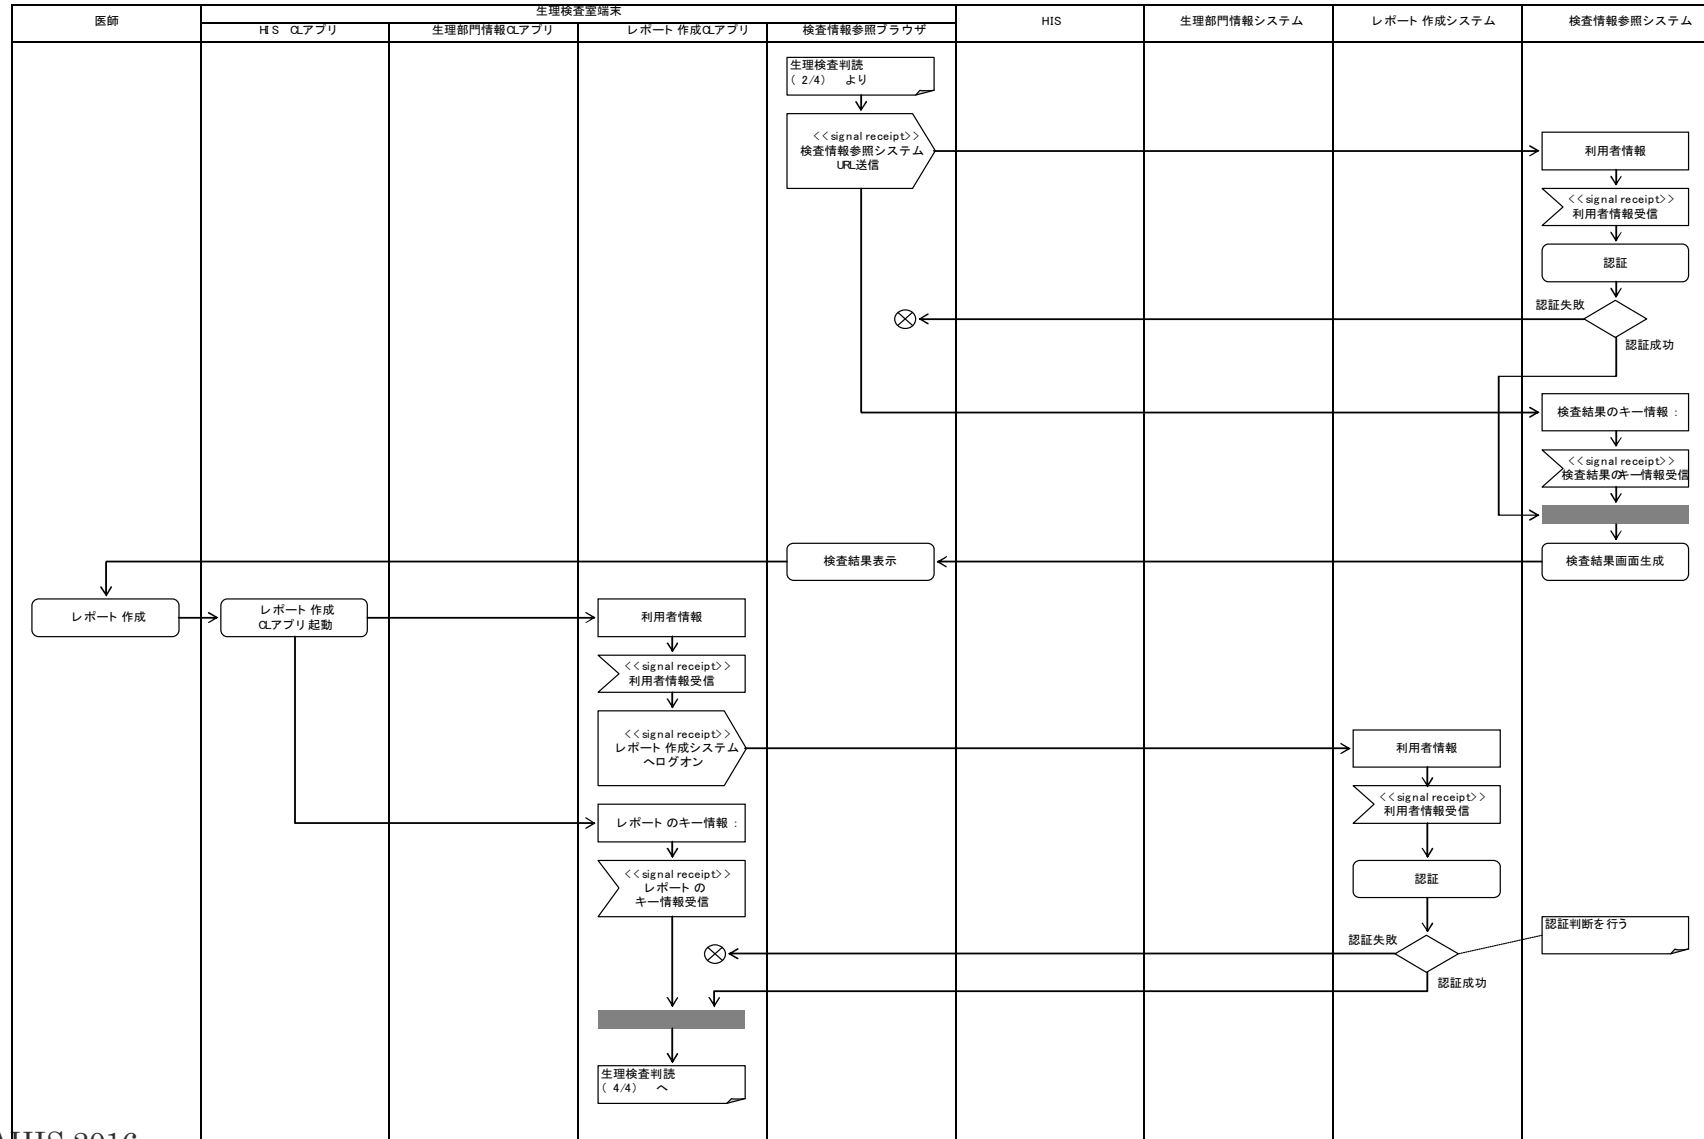 医師
生理検査室端末
HIS CLアプリ
生理部門情報CLアプリ
レポート作成CLアプリ
検査情報参照ブラウザ
HIS
生理部門情報システム
レポート作成システム
検査情報参照システム
生理検査判読
( 2/4) より
<<signal receipt>>
検査情報参照システム
URL送信
利用者情報
<<signal receipt>>
利用者情報受信
認証
認証失敗
認証成功
検査結果のキー情報 :
<<signal receipt>>
検査結果のキー情報受信
検査結果画面生成
検査結果表示
レポート作成
レポート作成
CLアプリ起動
利用者情報
<<signal receipt>>
利用者情報受信
<<signal receipt>>
レポート作成システム
へログオン
利用者情報
<<signal receipt>>
利用者情報受信
認証
レポートのキー情報 :
<<signal receipt>>
レポートの
キー情報受信
認証失敗
認証成功
認証判断を行う
生理検査判読
( 4/4) へ